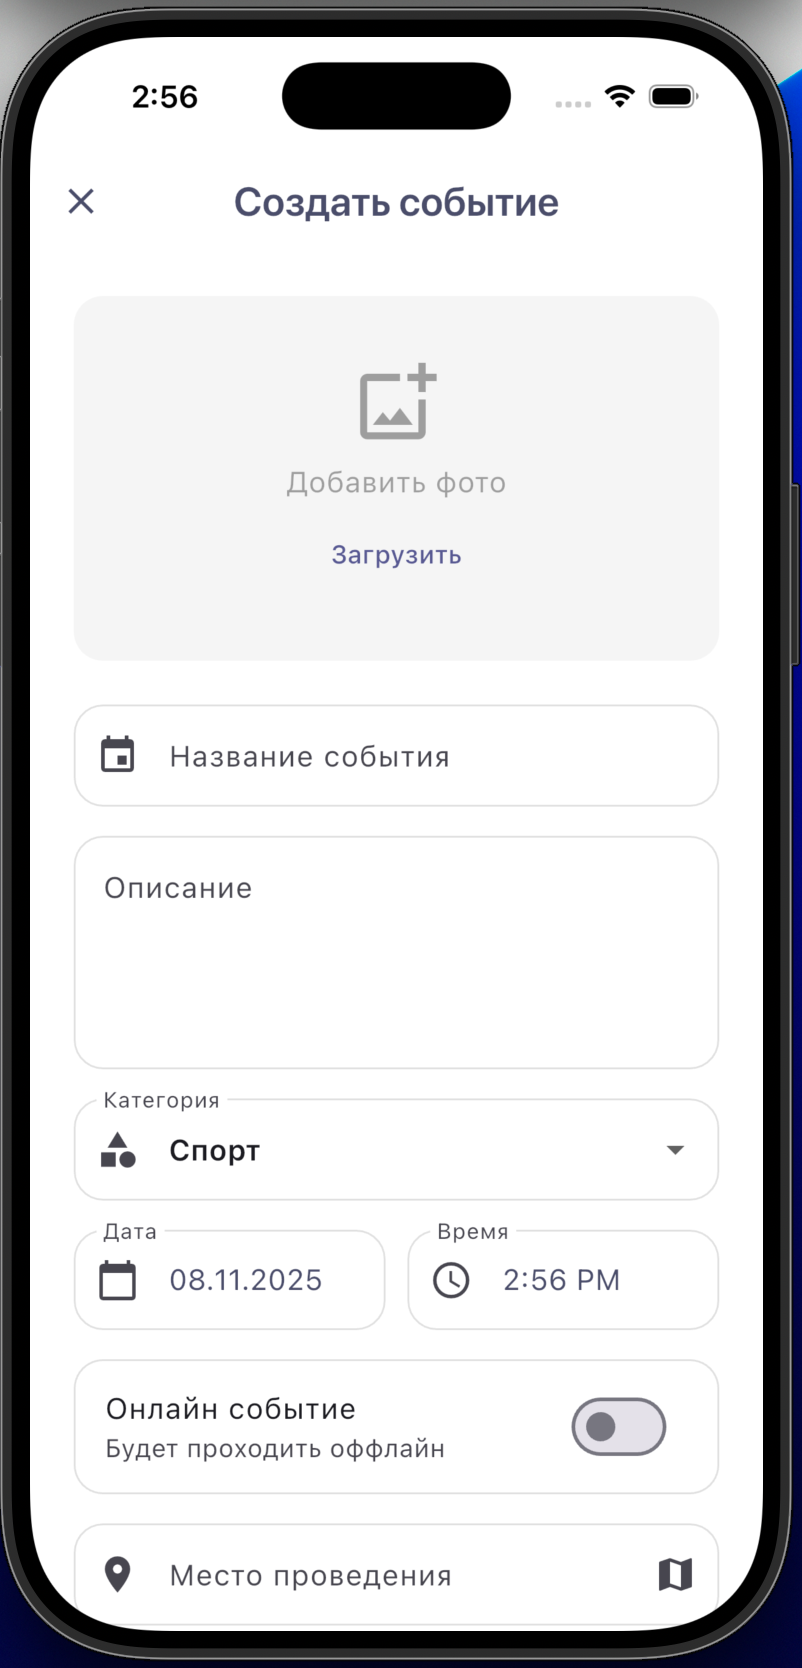 2:56
Создать событие
Добавить фото
Загрузить
Название события
Описание
Категория
Спорт
Дата
Время
08.11.2025
2:56 PM
Онлайн событие
Будет проходить оффлайн
Место проведения